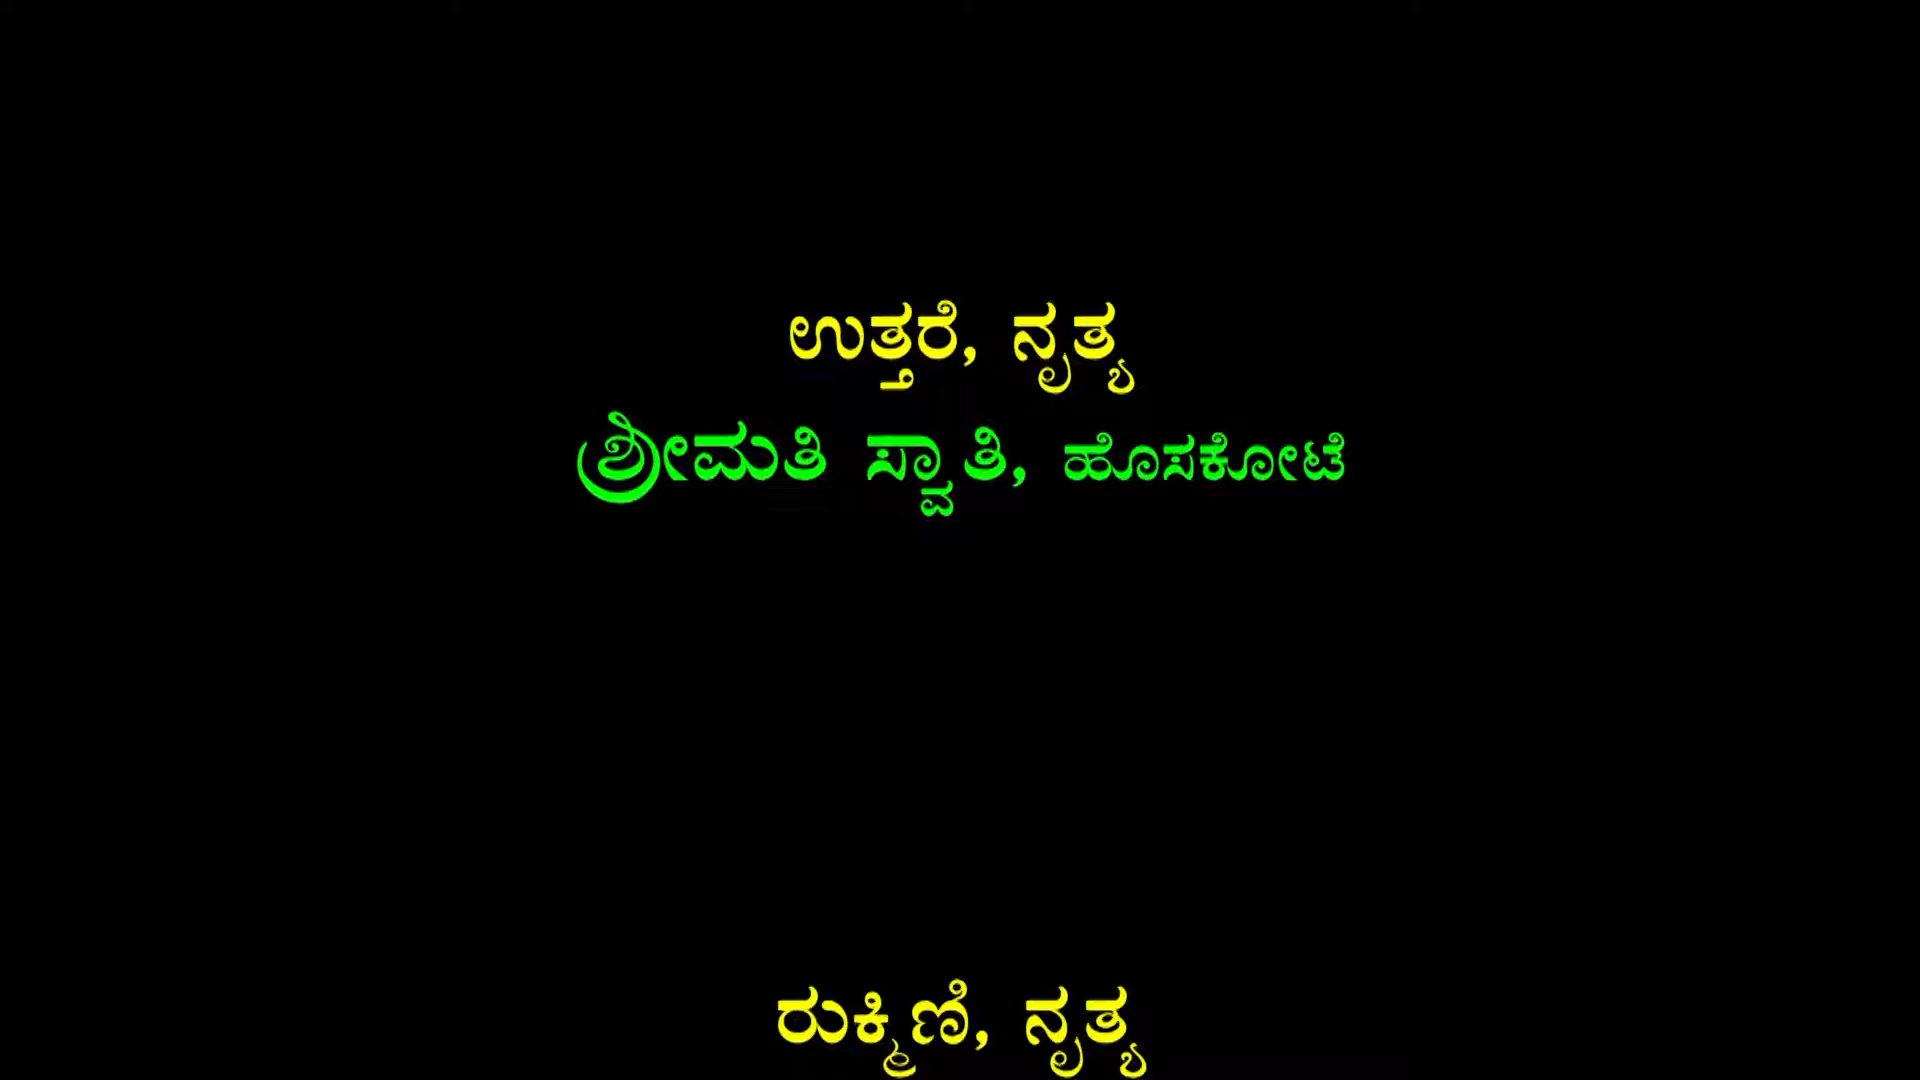 ಉತ್ತರೆ, ನೃತ್ಯ
ಶ್ರೀಮತಿ ಸ್ವಾತಿ, ಹೊಸಕೋಟೆ
ರುಕ್ಮಿಣಿ, ನೃತ್ಯ